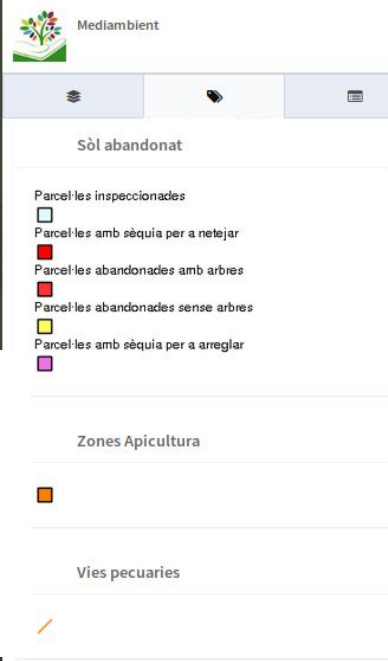 Mediambient
Sòl abandonat
Parcel·les inspeccionades
Parcel·les amb sèquia per a netejar
Parcel·les abandonades amb arbres
Parcel·les abandonades sense arbres
Parcel·les amb sèquia per a arreglar
Zones Apicultura
Vies pecuaries